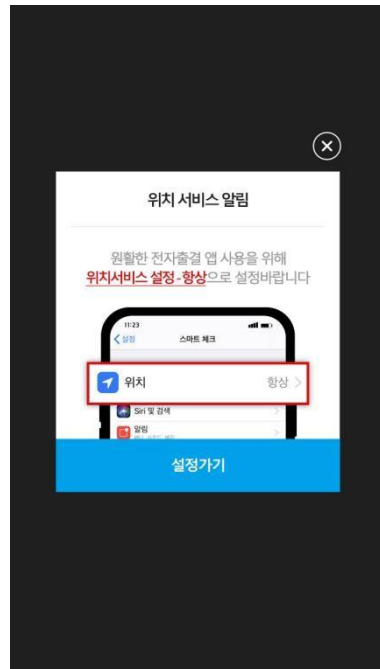 위치 서비스 알림
원활한 전자출결 앱 사용을 위해
위치서비스 설정-항상으로 설정바랍니다
11:23
설정 스마트 체크
위치 항상
Siri 및 검색
알림
설정가기